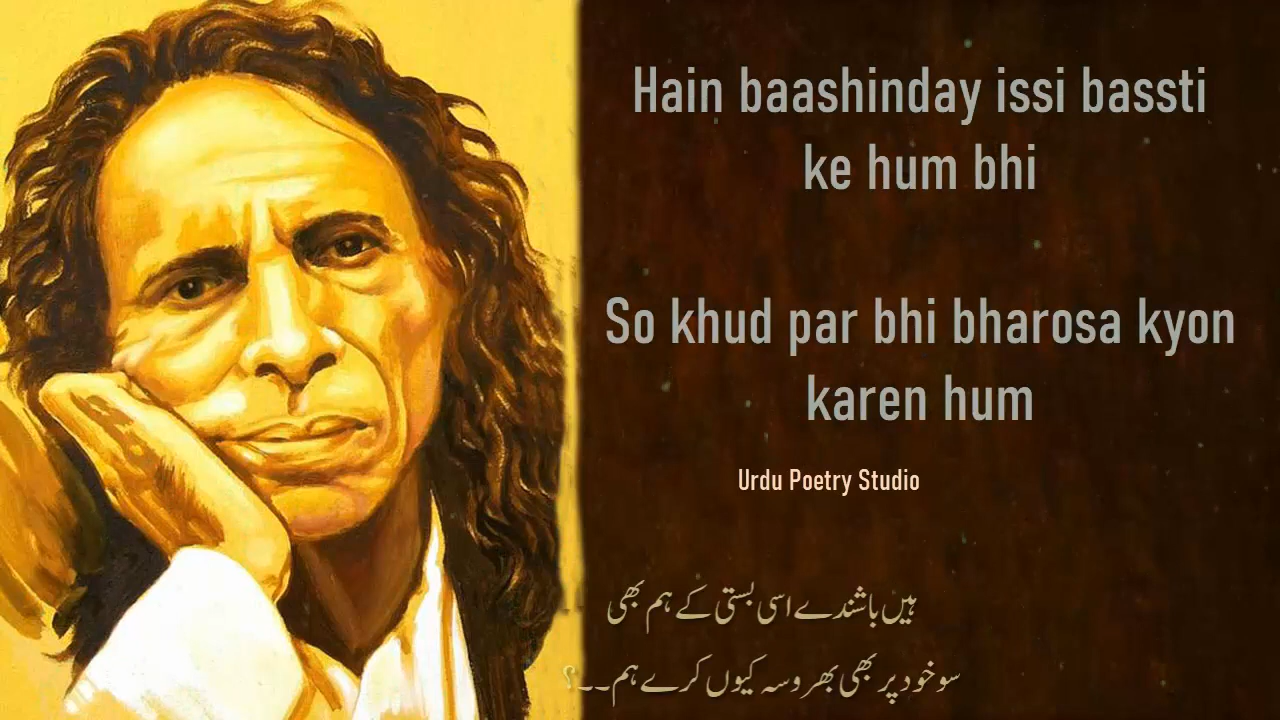 Hain baashinday issi bassti
ke hum bhi
So khud par bhi bharosa kyon
karen hum
Urdu Poetry Studio
ہیں باشندے اسی بستی کے ہم بھی
سو خود پر بھی بھروسہ کیوں کرے ہم۔۔۔؟